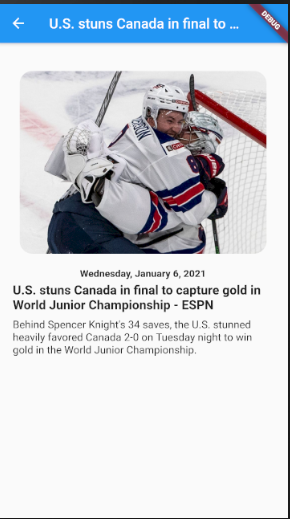 U.S. stuns Canada in final to ...
DEBUG
Wednesday, January 6, 2021
U.S. stuns Canada in final to capture gold in
World Junior Championship - ESPN
Behind Spencer Knight's 34 saves, the U.S. stunned
heavily favored Canada 2-0 on Tuesday night to win
gold in the World Junior Championship.